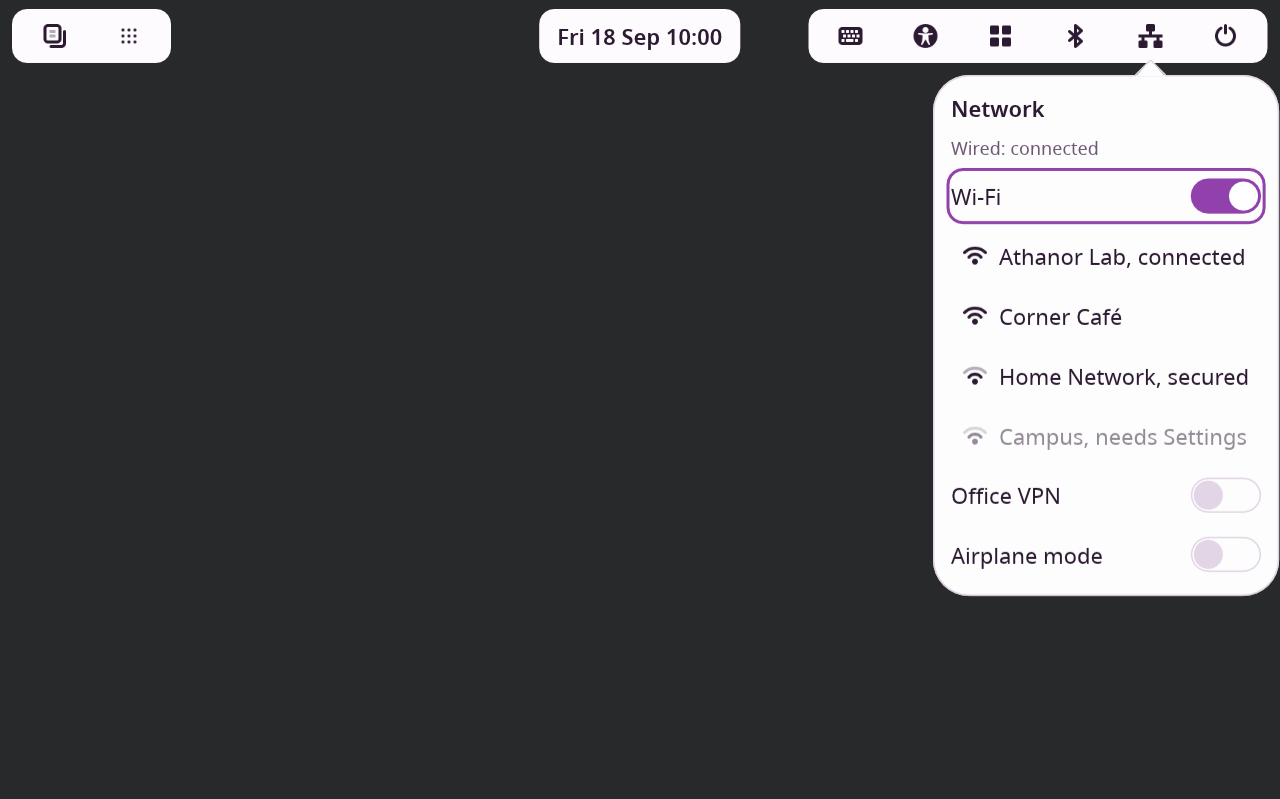 Fri 18 Sep 10:00
Network
Wired: connected
Wi-Fi
Athanor Lab, connected
Corner Café
Home Network, secured
Campus, needs Settings
Office VPN
Airplane mode